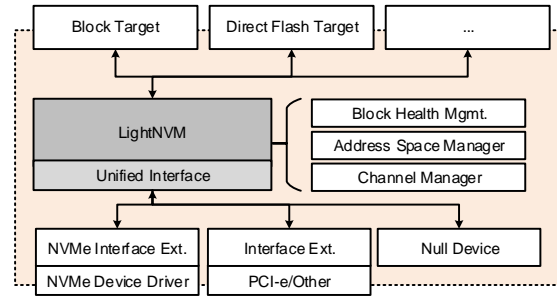 Block Target
Direct Flash Target
...
LightNVM
Unified Interface
Block Health Mgmt.
Address Space Manager
Channel Manager
NVMe Interface Ext.
NVMe Device Driver
Interface Ext.
PCI-e/Other
Null Device